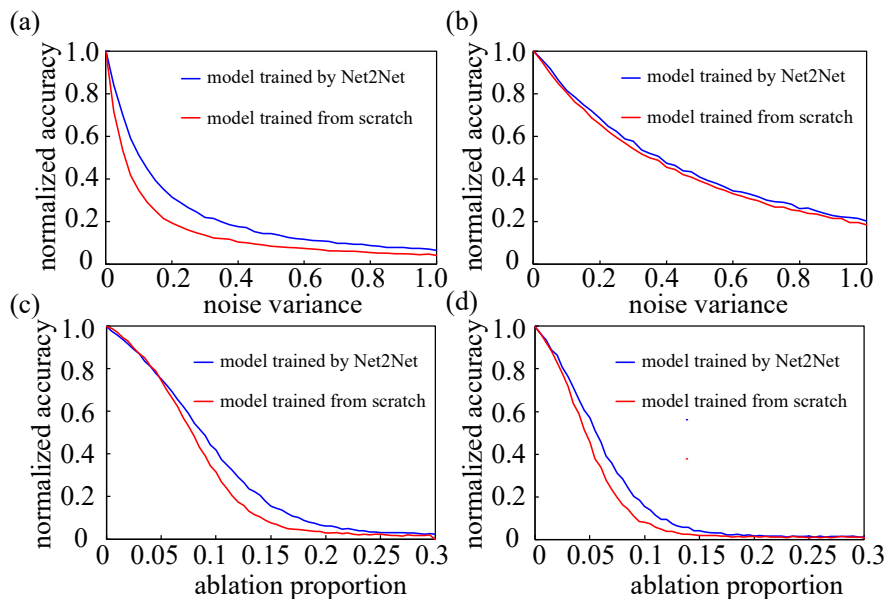 (a)
normalized accuracy
1.0
0.8
0.6
0.4
0.2
0
model trained by Net2Net
model trained from scratch
0 0.2 0.4 0.6 0.8 1.0
noise variance
(b)
normalized accuracy
1.0
0.8
0.6
0.4
0.2
0
model trained by Net2Net
model trained from scratch
0 0.2 0.4 0.6 0.8 1.0
noise variance
(c)
normalized accuracy
1.0
0.8
0.6
0.4
0.2
0
model trained by Net2Net
model trained from scratch
0 0.05 0.1 0.15 0.2 0.25 0.3
ablation proportion
(d)
normalized accuracy
1.0
0.8
0.6
0.4
0.2
0
model trained by Net2Net
model trained from scratch
0 0.05 0.1 0.15 0.2 0.25 0.3
ablation proportion